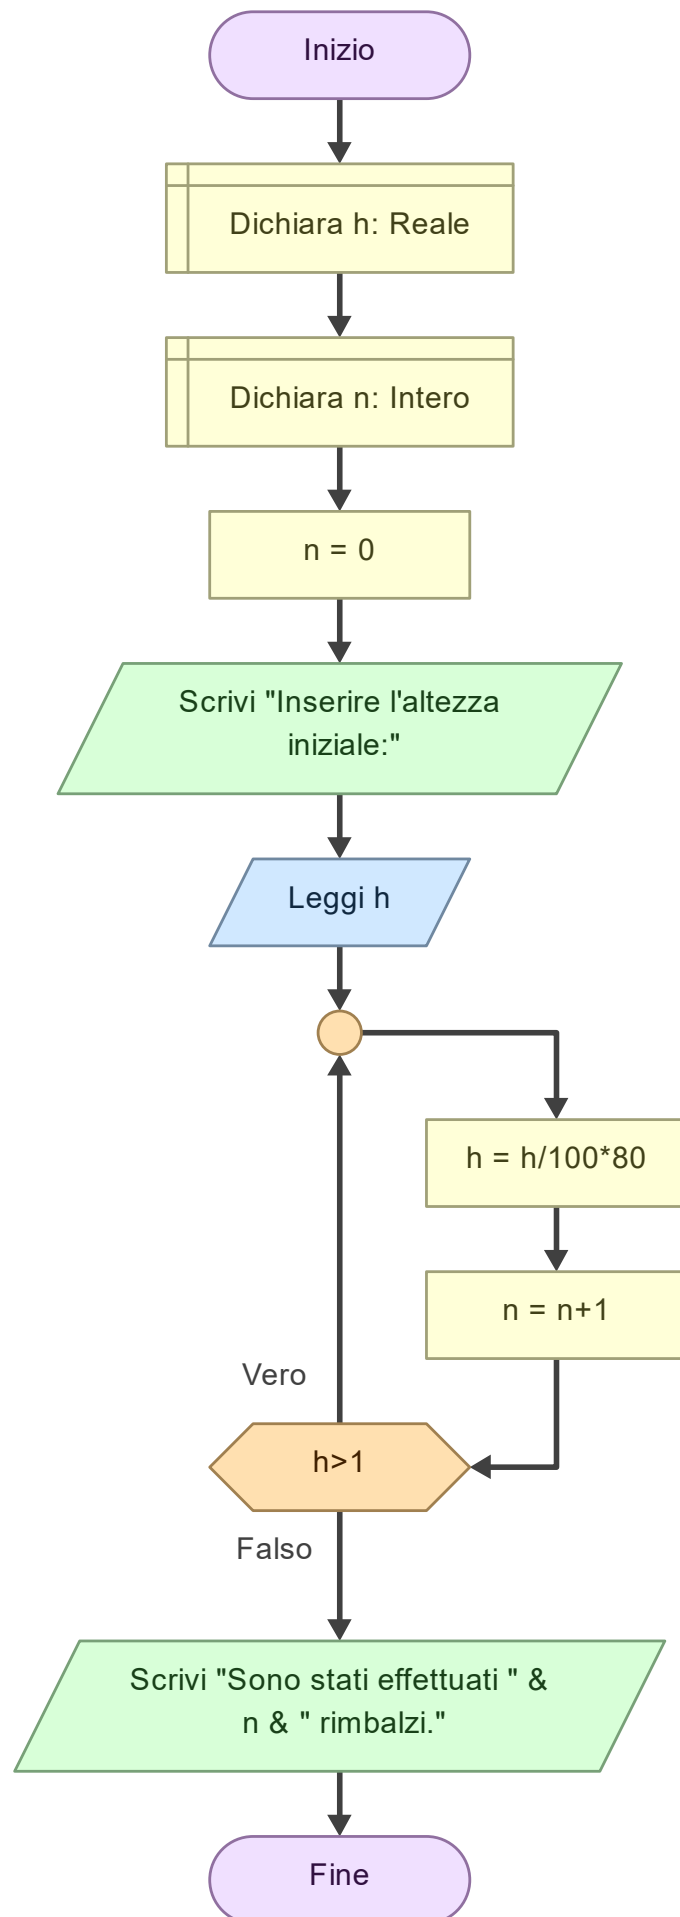 Inizio
Dichiara h: Reale
Dichiara n: Intero
n = 0
Scrivi "Inserire l'altezza
iniziale:"
Leggi h
h = h/100*80
n = n+1
Vero
h>1
Falso
Scrivi "Sono stati effettuati " &
n & " rimbalzi."
Fine